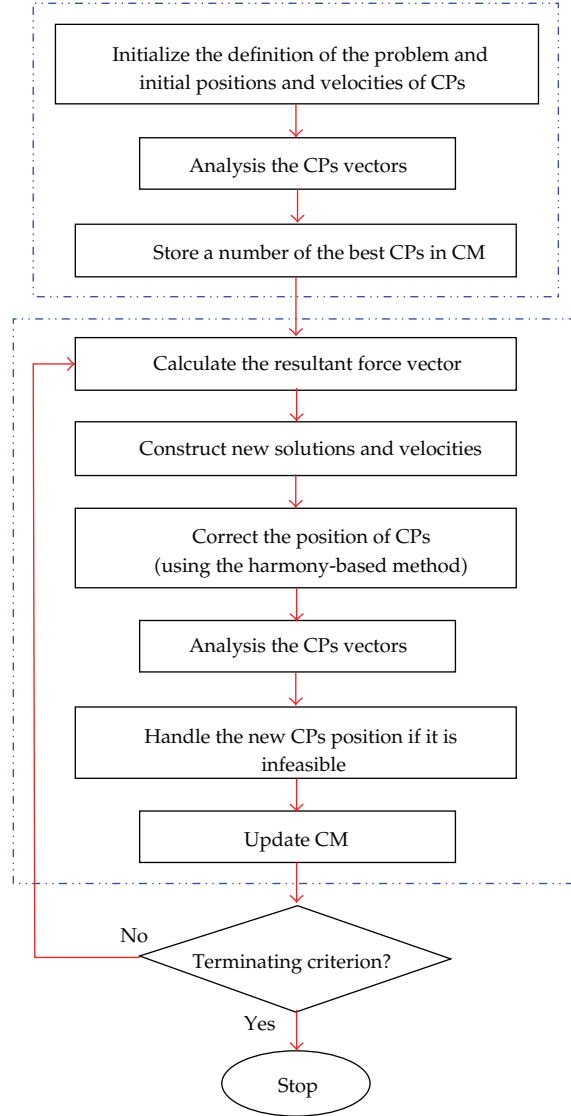 Initialize the definition of the problem and
initial positions and velocities of CPs
Analysis the CPs vectors
Store a number of the best CPs in CM
Calculate the resultant force vector
Construct new solutions and velocities
Correct the position of CPs
(using the harmony-based method)
Analysis the CPs vectors
Handle the new CPs position if it is
infeasible
Update CM
No
Terminating criterion?
Yes
Stop